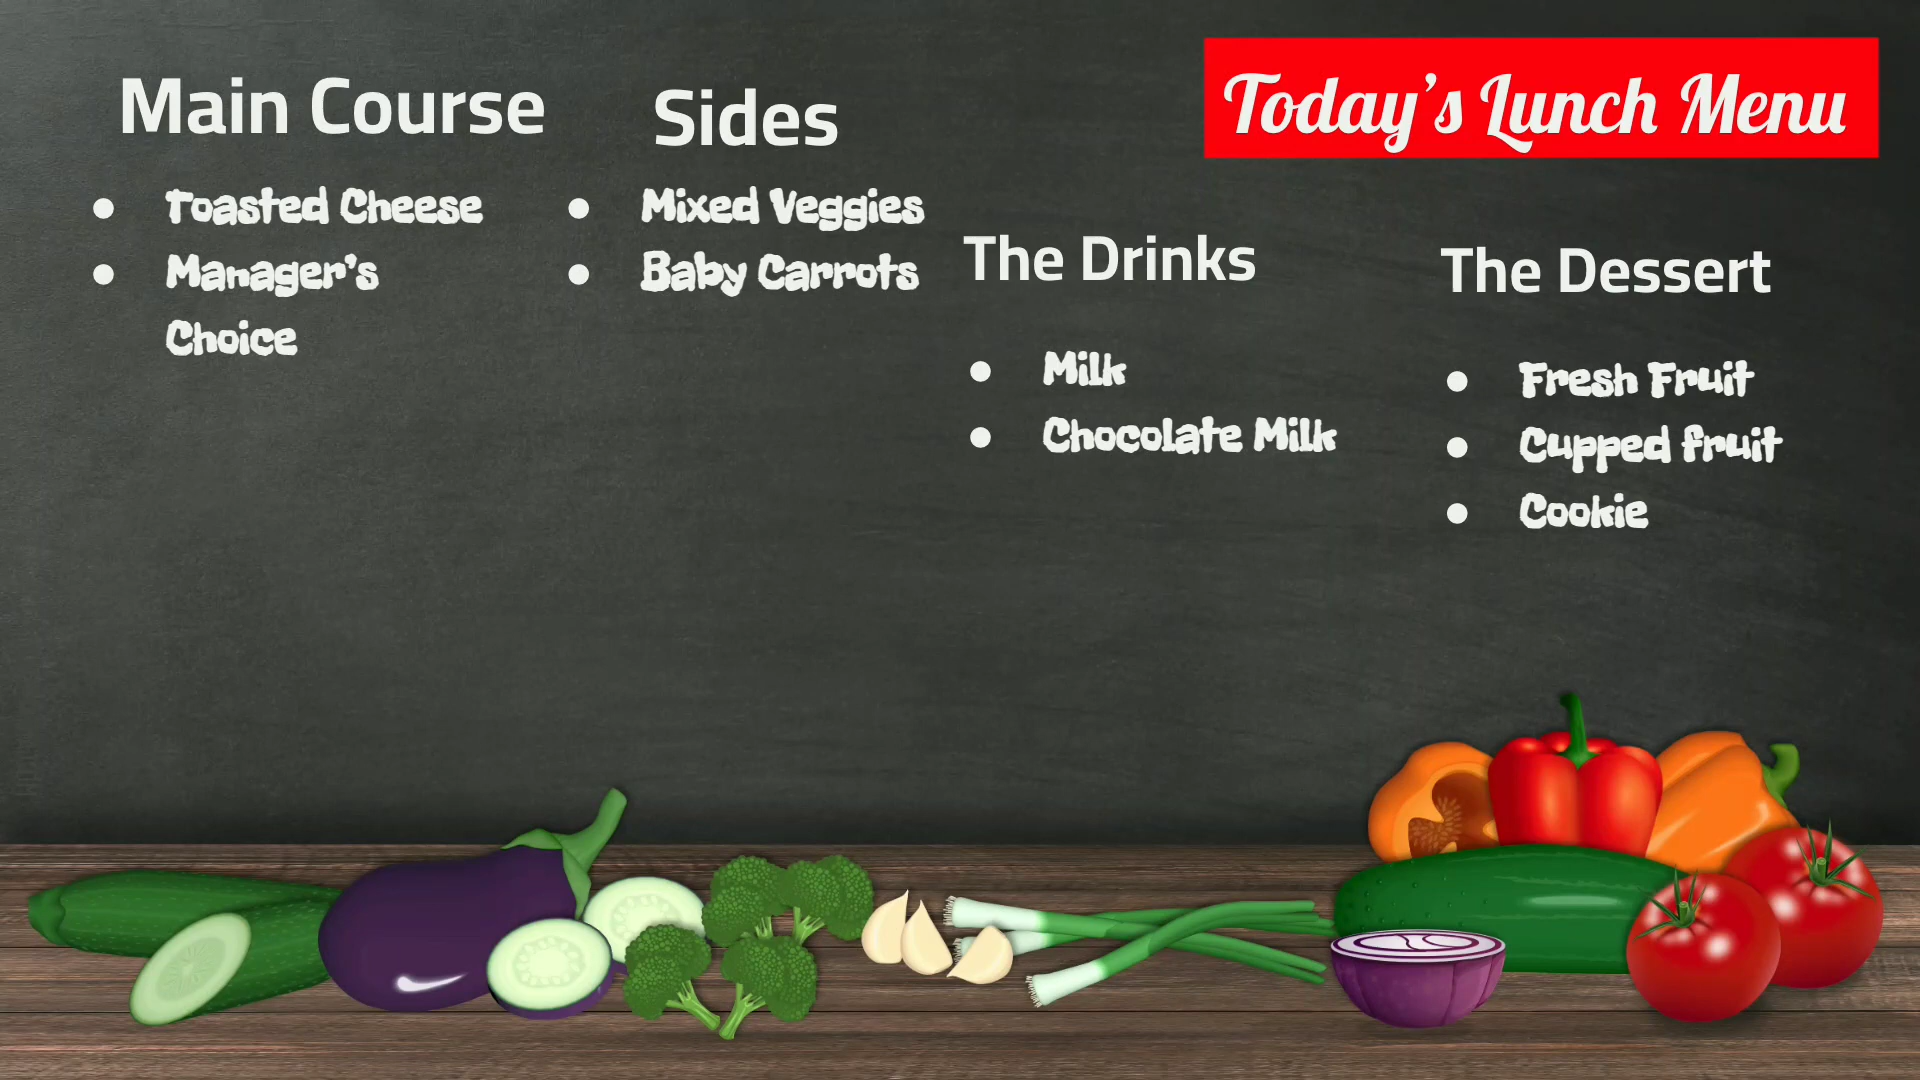 Today's Lunch Menu
Main Course
Toasted Cheese
Manager's
Choice
Sides
Mixed Veggies
Baby Carrots
The Drinks
Milk
Chocolate Milk
The Dessert
Fresh Fruit
Cupped fruit
Cookie